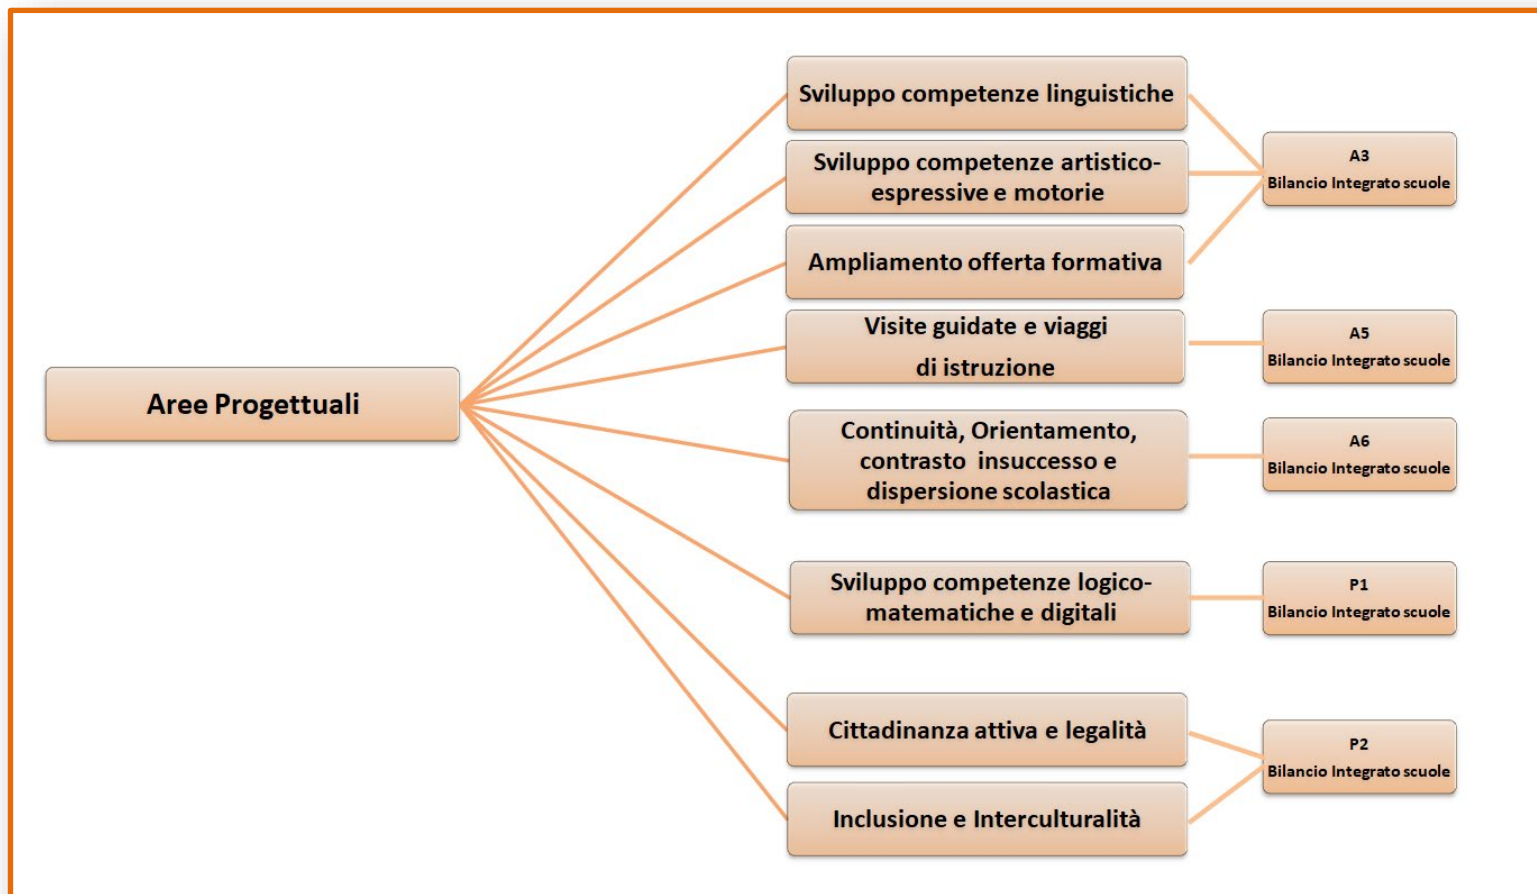 Sviluppo competenze linguistiche
Sviluppo competenze artistico-
espressive e motorie
Ampliamento offerta formativa
Visite guidate e viaggi
di istruzione
Continuità, Orientamento,
contrasto  insuccesso e
dispersione scolastica
Sviluppo competenze logico-
matematiche e digitali
Cittadinanza attiva e legalità
Inclusione e Interculturalità
Aree Progettuali
A3
Bilancio Integrato scuole
A5
Bilancio Integrato scuole
A6
Bilancio Integrato scuole
P1
Bilancio Integrato scuole
P2
Bilancio Integrato scuole